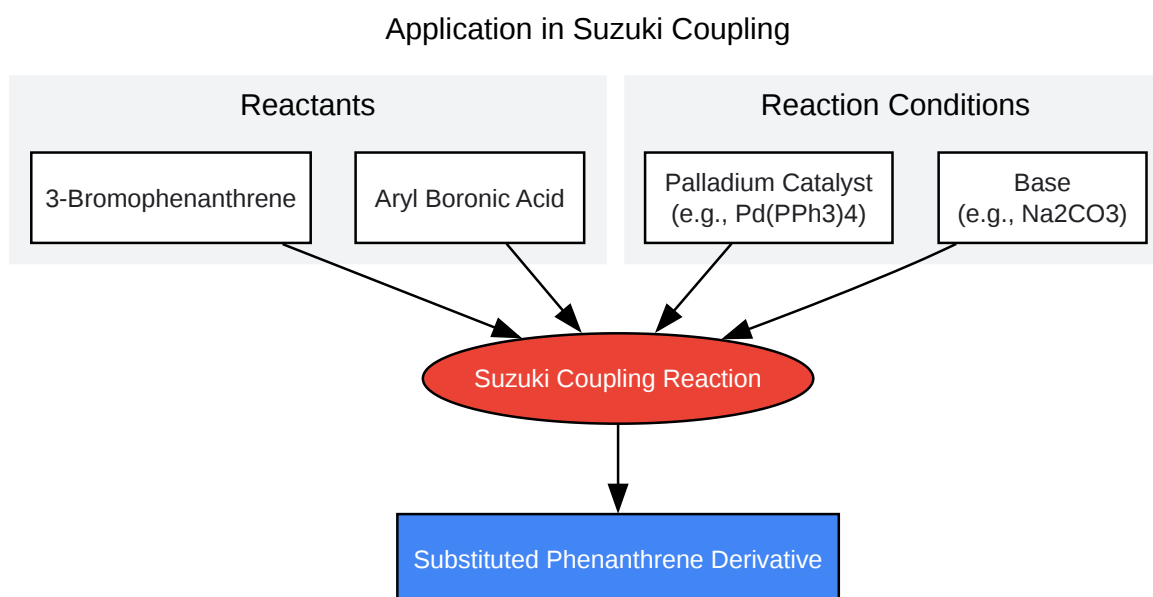 Application in Suzuki Coupling
Reactants
Reaction Conditions
3-Bromophenanthrene
Aryl Boronic Acid
Palladium Catalyst
(e.g., Pd(PPh3)4)
Base
(e.g., Na2CO3)
Suzuki Coupling Reaction
Substituted Phenanthrene Derivative